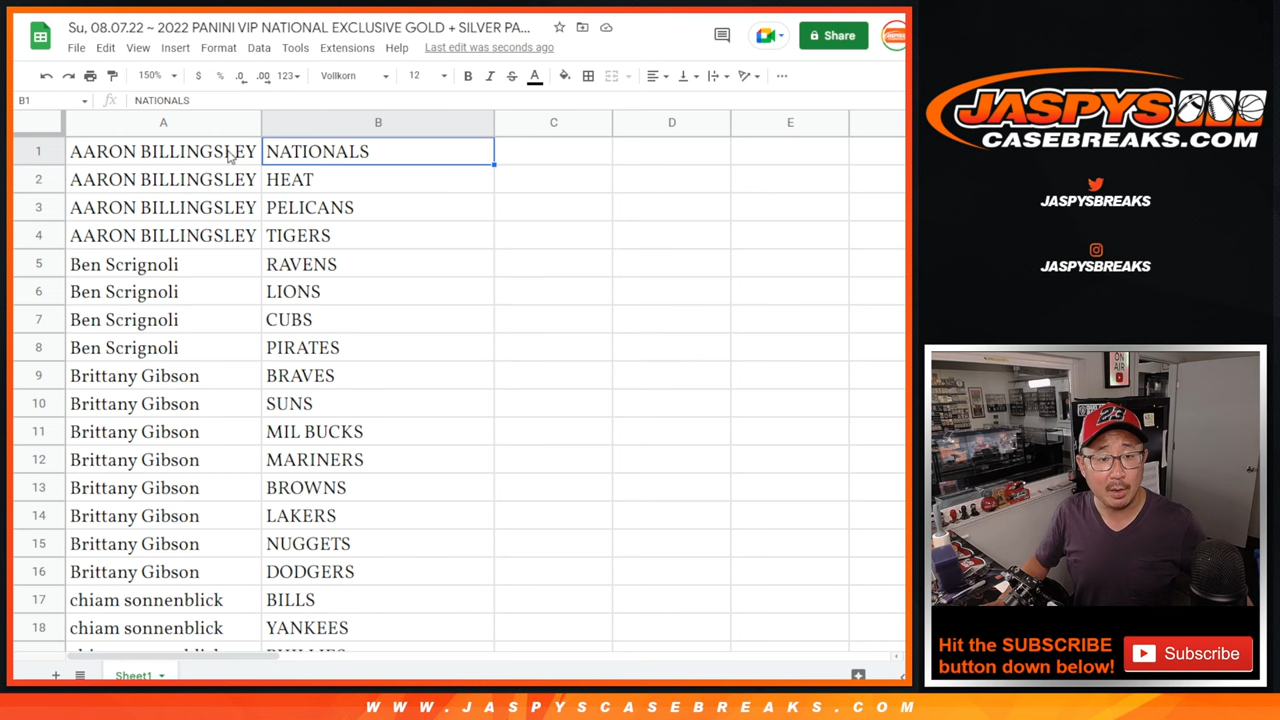 Su, 08.07.22 ~ 2022 PANINI VIP NATIONAL EXCLUSIVE GOLD + SILVER PA...
File Edit View Insert Format Data Tools Extensions Help Last edit was seconds ago
Share
150% $ % .0 .00 123 Vollkorn 12 B I S A
B1 fx NATIONALS
A B C D E
1 AARON BILLINGSLEY NATIONALS
2 AARON BILLINGSLEY HEAT
3 AARON BILLINGSLEY PELICANS
4 AARON BILLINGSLEY TIGERS
5 Ben Scrignoli RAVENS
6 Ben Scrignoli LIONS
7 Ben Scrignoli CUBS
8 Ben Scrignoli PIRATES
9 Brittany Gibson BRAVES
10 Brittany Gibson SUNS
11 Brittany Gibson MIL BUCKS
12 Brittany Gibson MARINERS
13 Brittany Gibson BROWNS
14 Brittany Gibson LAKERS
15 Brittany Gibson NUGGETS
16 Brittany Gibson DODGERS
17 chiam sonnenblick BILLS
18 chiam sonnenblick YANKEES
Sheet1
JASPYS
CASEBREAKS.COM
JASPYSBREAKS
JASPYSBREAKS
ON
AIR
23
Hit the SUBSCRIBE
button down below!
Subscribe
WWW.JASPYSCASEBREAKS.COM